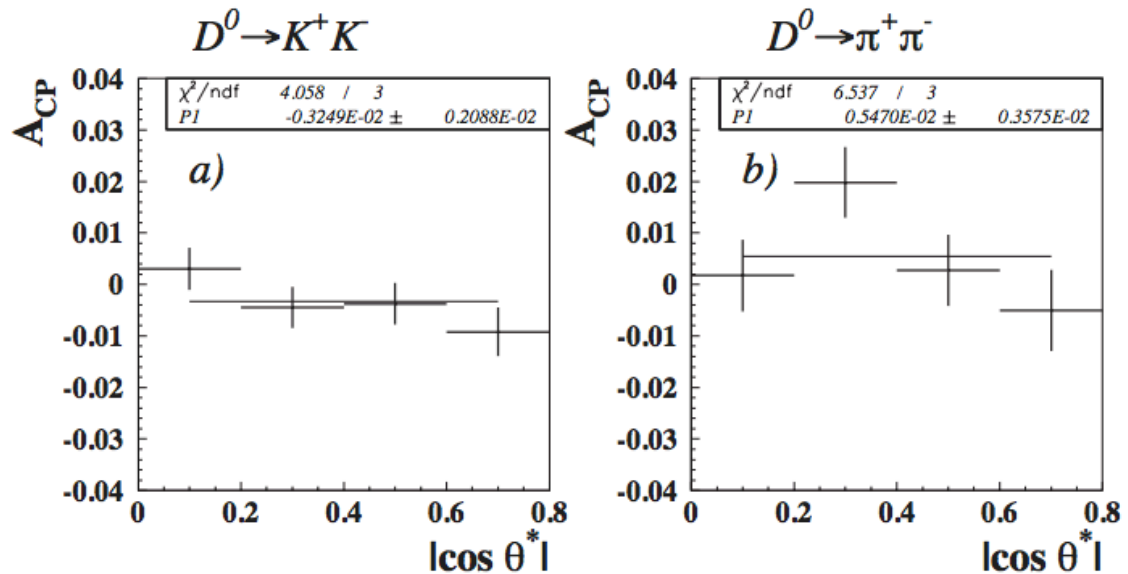 D⁰→K⁺K⁻
A_CP
0.04
0.03
0.02
0.01
0
-0.01
-0.02
-0.03
-0.04
χ²/ndf 4.058 / 3
P1 -0.3249E-02 ± 0.2088E-02
a)
0 0.2 0.4 0.6 0.8
|cos θ*|
D⁰→π⁺π⁻
A_CP
0.04
0.03
0.02
0.01
0
-0.01
-0.02
-0.03
-0.04
χ²/ndf 6.537 / 3
P1 0.5470E-02 ± 0.3575E-02
b)
0 0.2 0.4 0.6 0.8
|cos θ*|